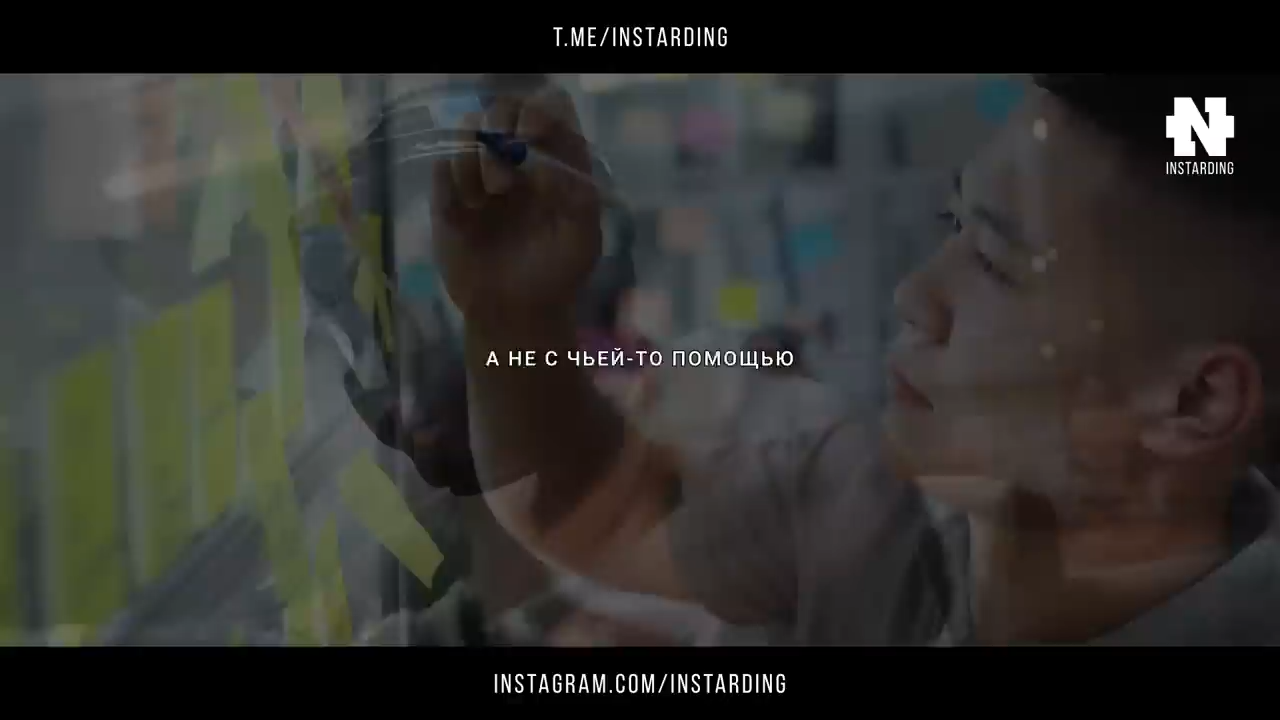 T.ME/INSTARDING
N
INSTARDING
А НЕ С ЧЬЕЙ-ТО ПОМОЩЬЮ
INSTAGRAM.COM/INSTARDING